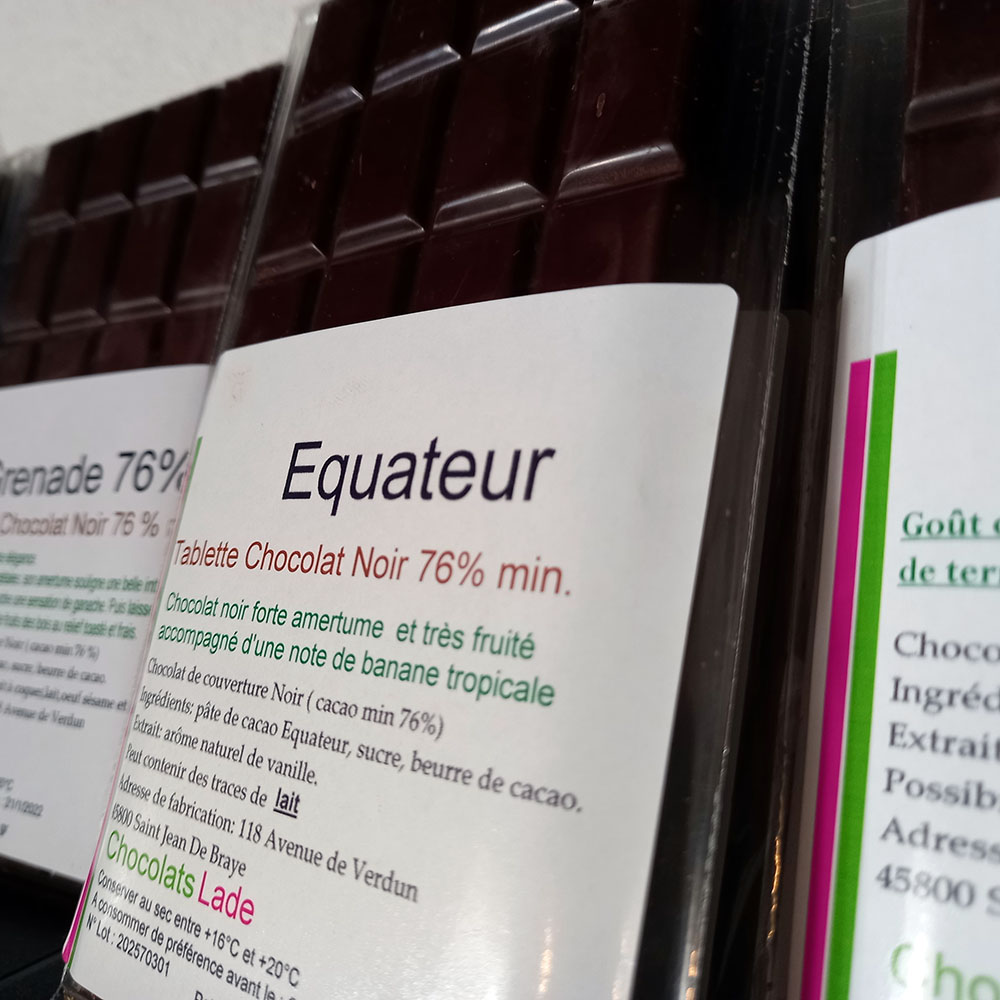 Grenade 76%
Chocolat Noir 76 %
Avenue de Verdun
Equateur
Tablette Chocolat Noir 76% min.
Chocolat noir forte amertume et très fruité
accompagné d'une note de banane tropicale
Chocolat de couverture Noir ( cacao min 76%)
Ingrédients: pâte de cacao Equateur, sucre, beurre de cacao.
Extrait: arôme naturel de vanille.
Peut contenir des traces de lait
Adresse de fabrication: 118 Avenue de Verdun
45800 Saint Jean De Braye
Chocolats Lade
Conserver au sec entre +16°C et +20°C
A consommer de préférence avant le :
N° Lot : 202570301
Goût
de ter
Choco
Ingréd
Extrait
Possib
Adress
45800 S
Cho